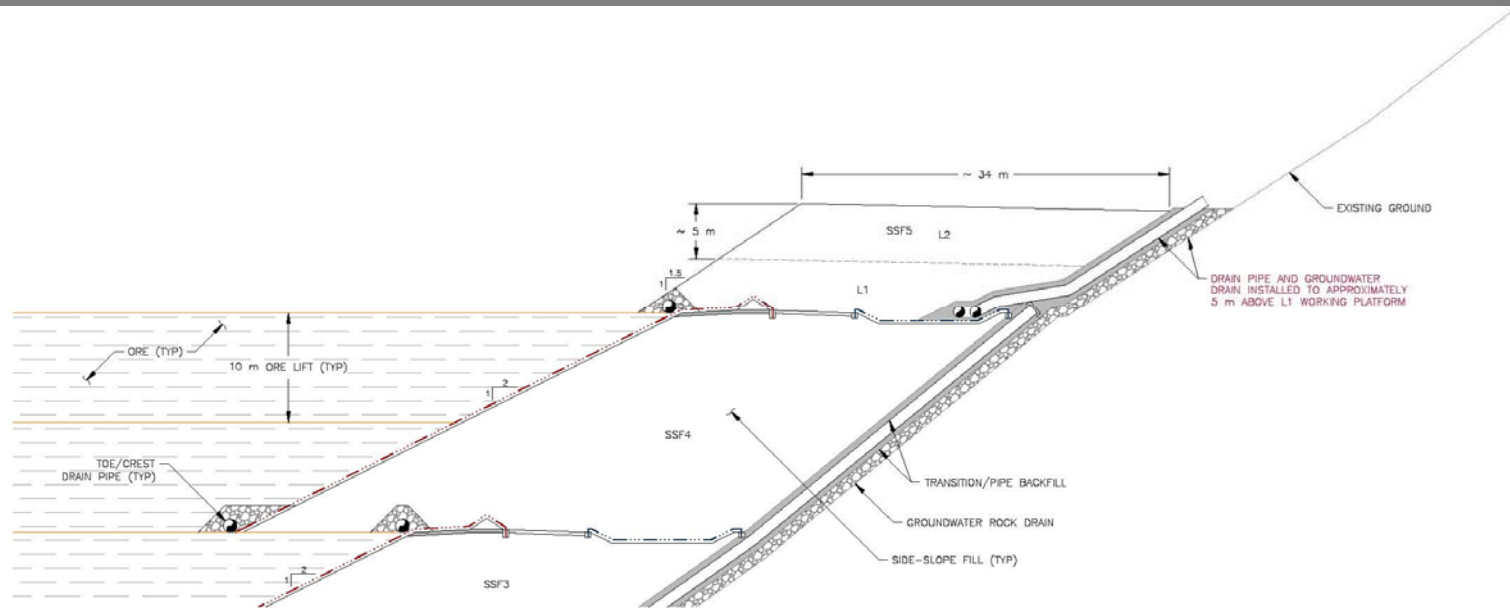 ~ 34 m
EXISTING GROUND
~ 5 m
SSF5
L2
1.5
1
L1
DRAIN PIPE AND GROUNDWATER
DRAIN INSTALLED TO APPROXIMATELY
5 m ABOVE L1 WORKING PLATFORM
ORE (TYP)
10 m ORE LIFT (TYP)
2
1
SSF4
TOE/CREST
DRAIN PIPE (TYP)
TRANSITION/PIPE BACKFILL
GROUNDWATER ROCK DRAIN
SIDE-SLOPE FILL (TYP)
2
1
SSF3